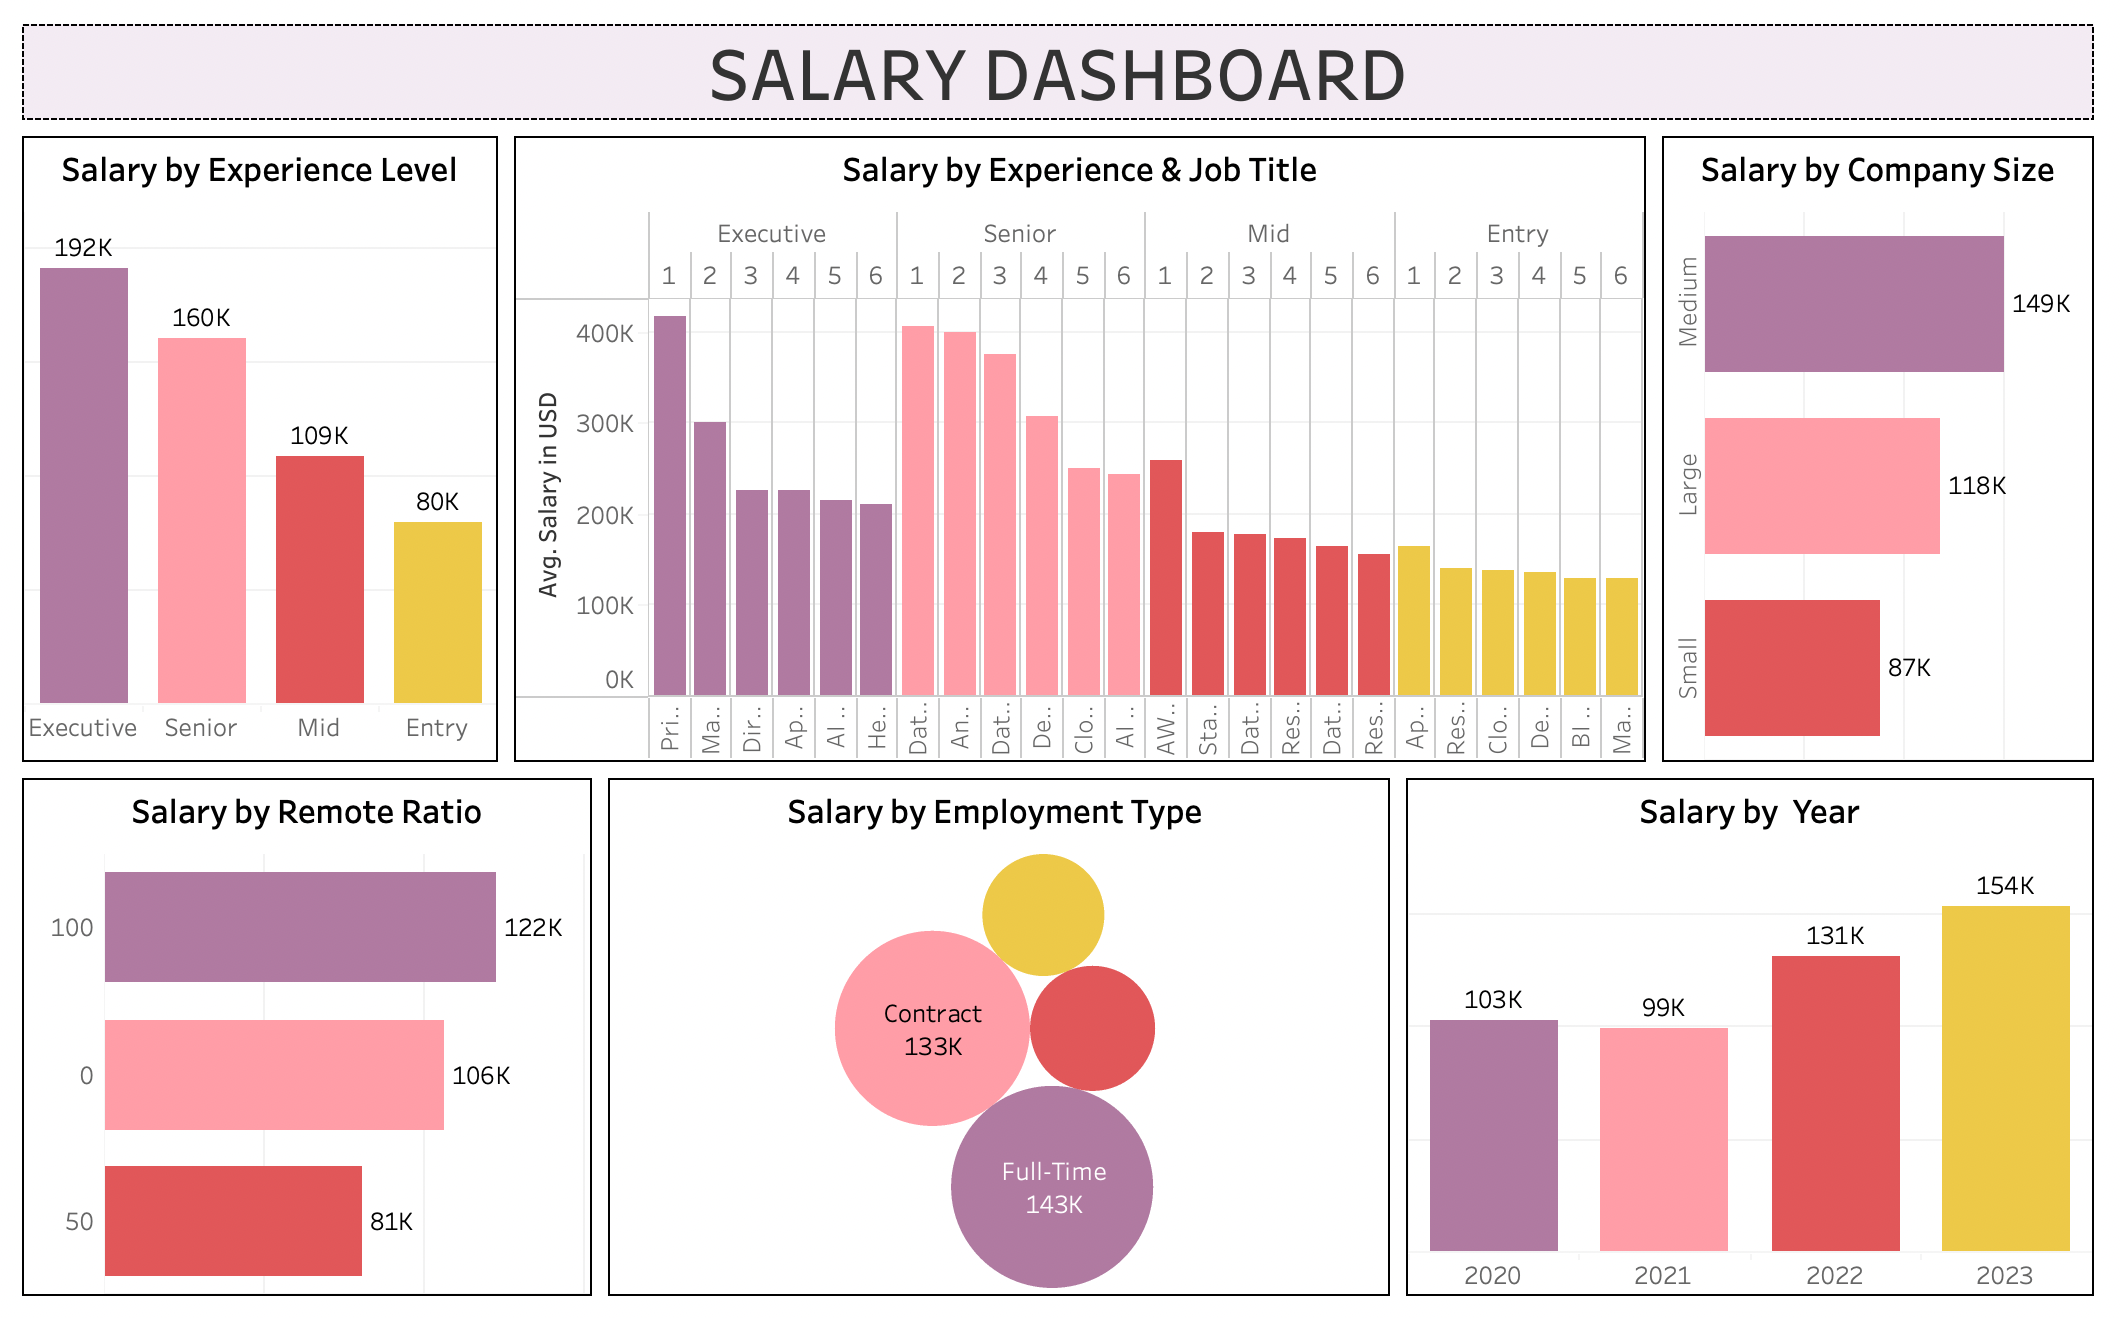 SALARY DASHBOARD
Salary by Experience Level
192K
160K
109K
80K
Executive Senior Mid Entry
Salary by Experience & Job Title
Executive Senior Mid Entry
1 2 3 4 5 6 1 2 3 4 5 6 1 2 3 4 5 6 1 2 3 4 5 6
Avg. Salary in USD
400K
300K
200K
100K
0K
Pri.. Ma.. Dir.. Ap.. AI .. He.. Dat.. An.. Dat.. De.. Clo.. AI .. AW.. Sta.. Dat.. Res.. Dat.. Res.. Ap.. Res.. Clo.. De.. BI .. Ma..
Salary by Company Size
Medium 149K
Large 118K
Small 87K
Salary by Remote Ratio
100 122K
0 106K
50 81K
Salary by Employment Type
Contract
133K
Full-Time
143K
Salary by  Year
103K
99K
131K
154K
2020 2021 2022 2023